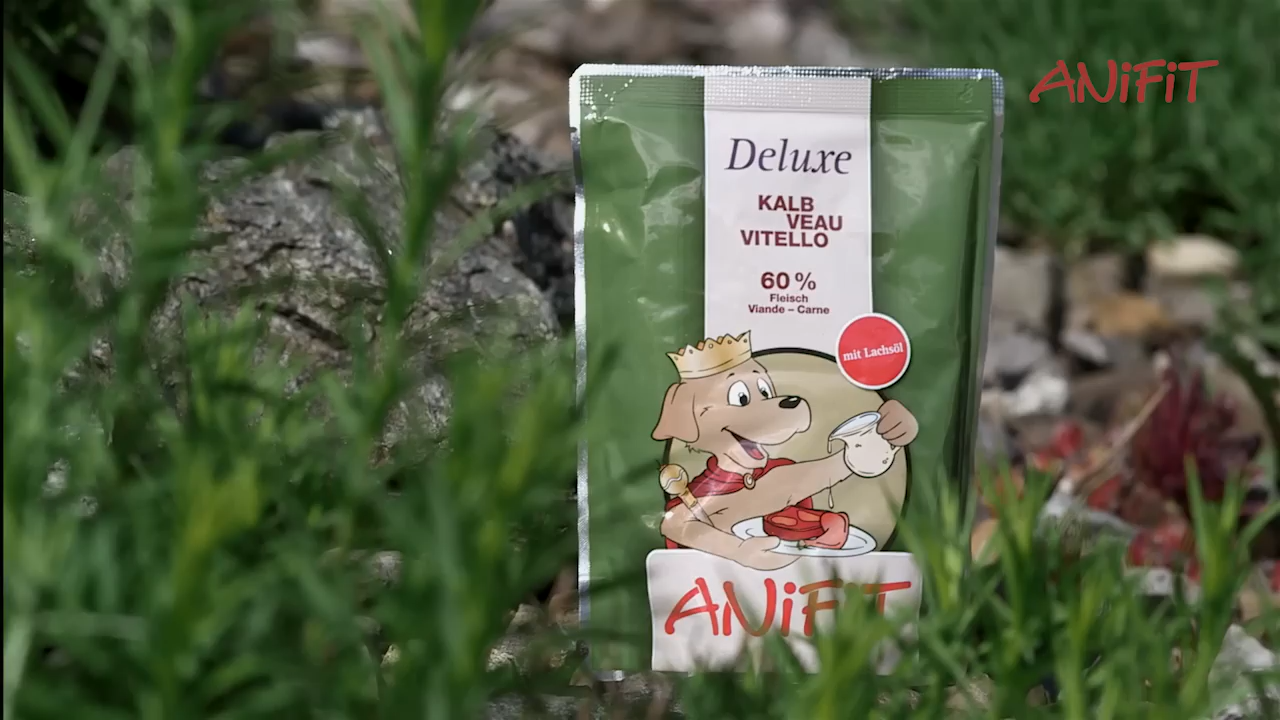 ANiFiT
Deluxe
KALB
VEAU
VITELLO
60 %
Fleisch
Viande – Carne
mit Lachsöl
ANiFiT